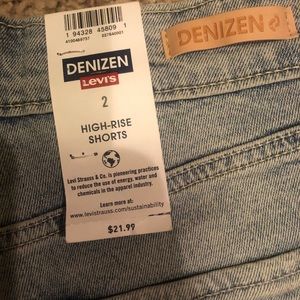 1 94328 45809 1
DENIZEN
DENIZEN
Levi's
2
HIGH-RISE
SHORTS
Levi Strauss & Co. is pioneering practices
to reduce the use of energy, water and
chemicals in the apparel industry.
Learn more at:
www.levistrauss.com/sustainability
$21.99